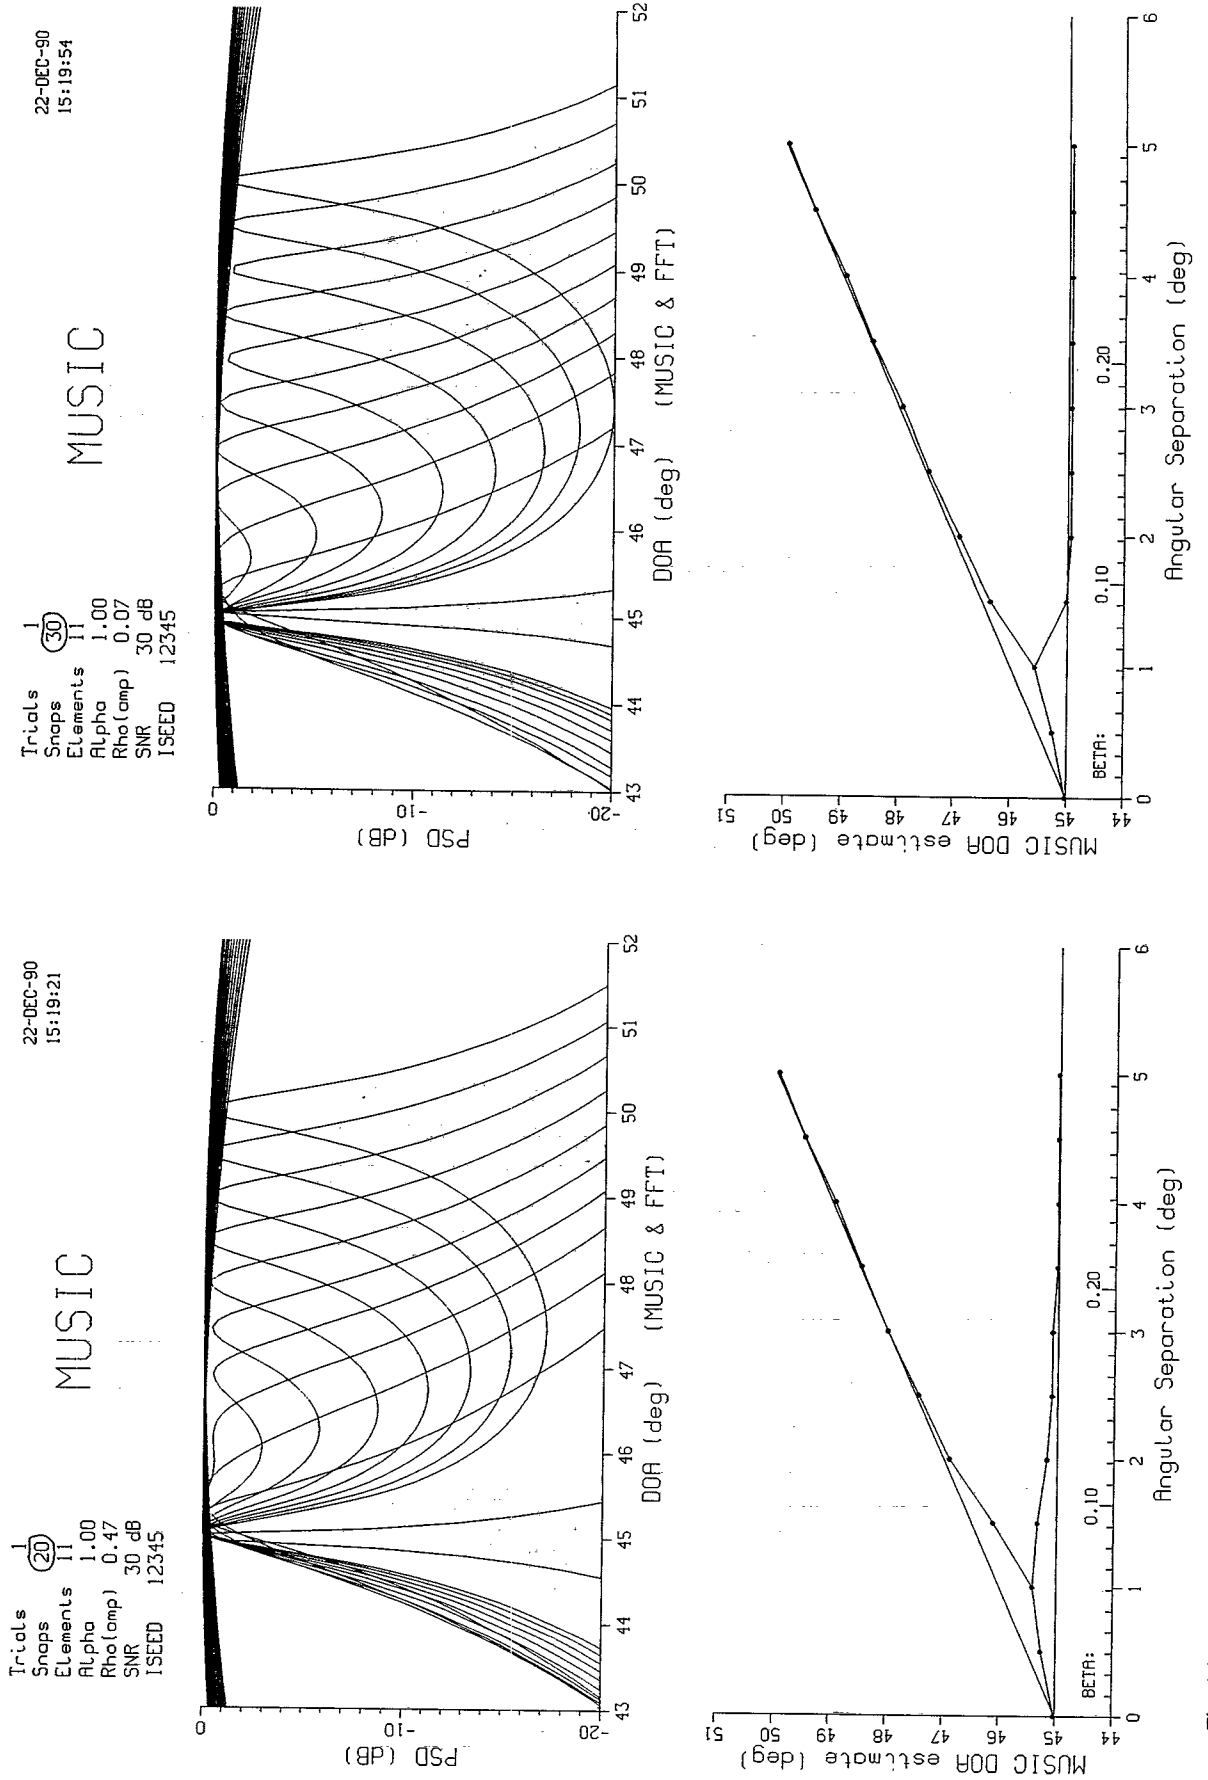 Trials 1
Snaps 20
Elements 11
Alpha 1.00
Rho(amp) 0.47
SNR 30 dB
ISEED 12345
MUSIC
22-DEC-90
15:19:21
PSD (dB)
0
-10
-20
43 44 45 46 47 48 49 50 51 52
DOA (deg) (MUSIC & FFT)
MUSIC DOA estimate (deg)
51
50
49
48
47
46
45
44
BETA: 0.10 0.20
0 1 2 3 4 5 6
Angular Separation (deg)
Trials 1
Snaps 30
Elements 11
Alpha 1.00
Rho(amp) 0.07
SNR 30 dB
ISEED 12345
MUSIC
22-DEC-90
15:19:54
PSD (dB)
0
-10
-20
43 44 45 46 47 48 49 50 51 52
DOA (deg) (MUSIC & FFT)
MUSIC DOA estimate (deg)
51
50
49
48
47
46
45
44
BETA: 0.10 0.20
0 1 2 3 4 5 6
Angular Separation (deg)